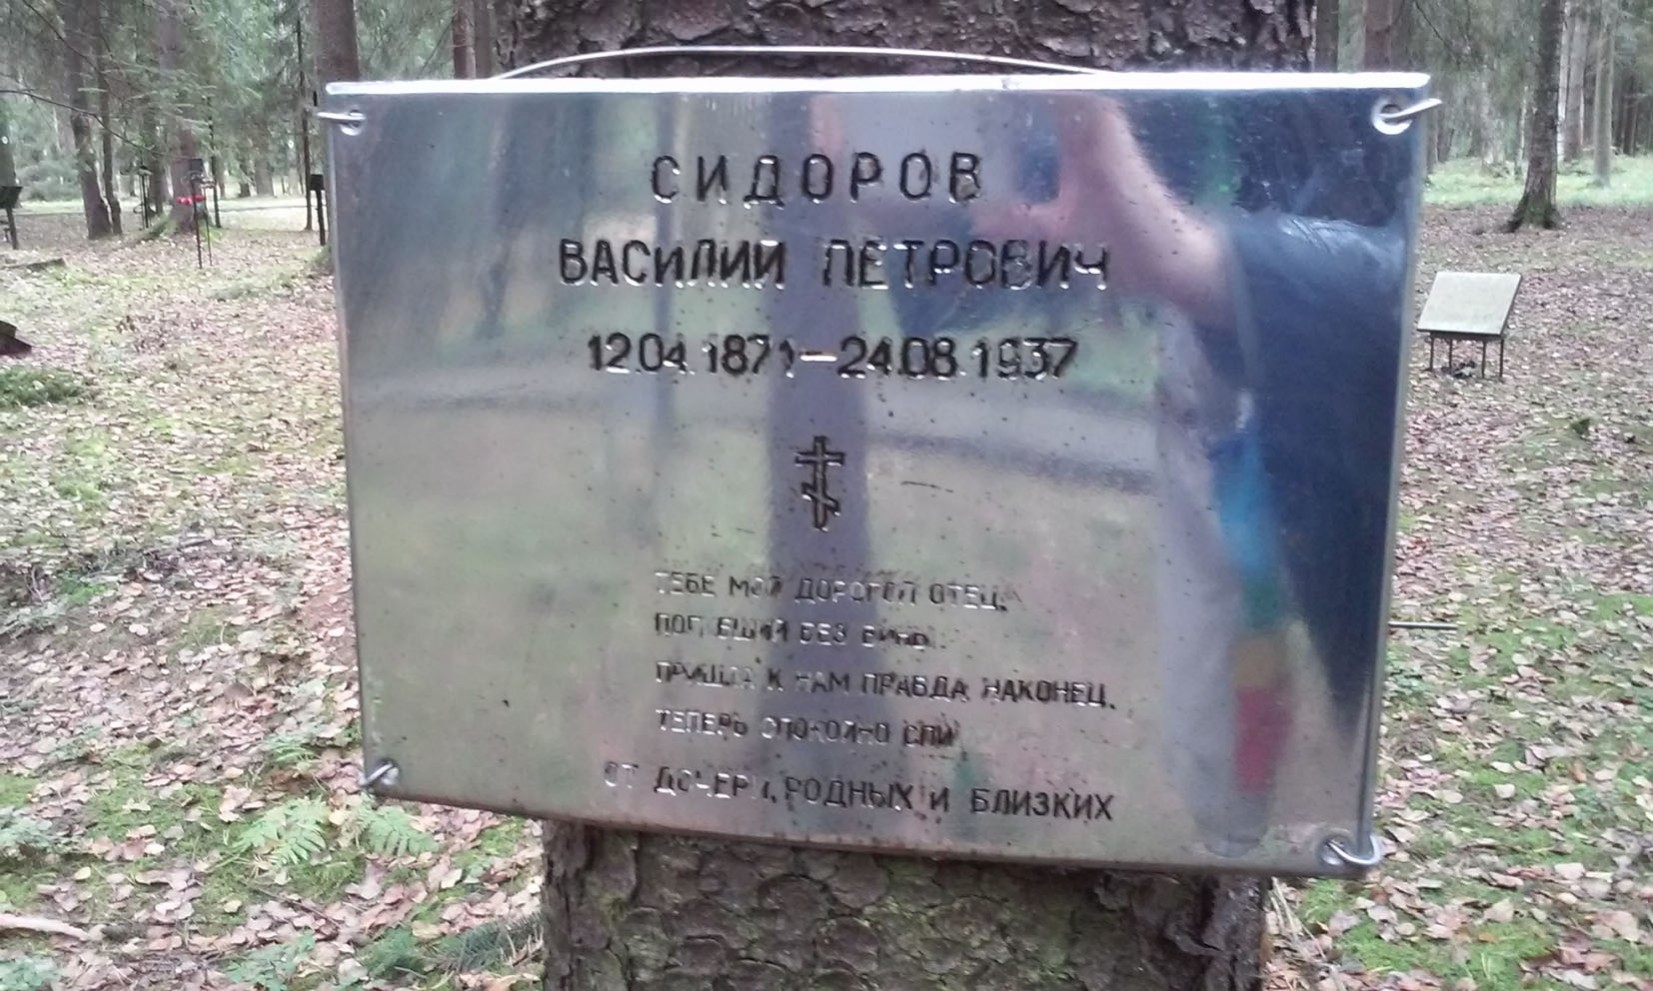 СИДОРОВ
ВАСИЛИЙ ПЕТРОВИЧ
12.04.1871–24.08.1937
ТЕБЕ МОЙ ДОРОГОЙ ОТЕЦ,
ПОГИБШИЙ БЕЗ ВИНЫ.
ПРИШЛА К НАМ ПРАВДА НАКОНЕЦ.
ТЕПЕРЬ СПОКОЙНО СПИ
ОТ ДОЧЕРИ, РОДНЫХ И БЛИЗКИХ